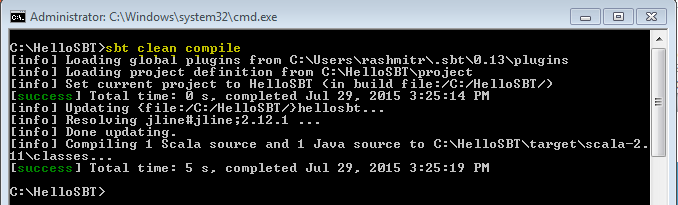 Administrator: C:\Windows\system32\cmd.exe
C:\HelloSBT>sbt clean compile
[info] Loading global plugins from C:\Users\rashmitr\.sbt\0.13\plugins
[info] Loading project definition from C:\HelloSBT\project
[info] Set current project to HelloSBT (in build file:/C:/HelloSBT/)
[success] Total time: 0 s, completed Jul 29, 2015 3:25:14 PM
[info] Updating {file:/C:/HelloSBT/}hellosbt...
[info] Resolving jline#jline;2.12.1 ...
[info] Done updating.
[info] Compiling 1 Scala source and 1 Java source to C:\HelloSBT\target\scala-2.
11\classes...
[success] Total time: 5 s, completed Jul 29, 2015 3:25:19 PM
C:\HelloSBT>